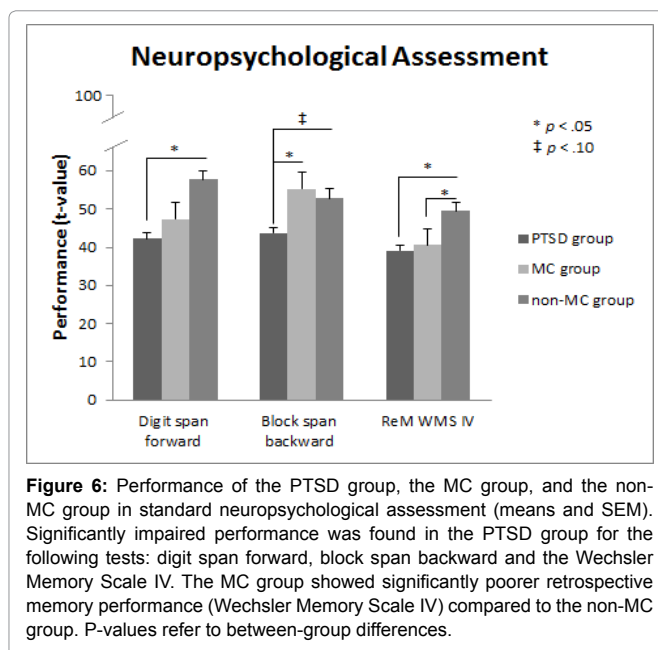 Neuropsychological Assessment
Performance (t-value)
100
60
50
40
30
20
10
0
*
‡
*
*
*
* p < .05
‡ p < .10
PTSD group
MC group
non-MC group
Digit span
forward
Block span
backward
ReM WMS IV
Figure 6: Performance of the PTSD group, the MC group, and the non-
MC group in standard neuropsychological assessment (means and SEM).
Significantly impaired performance was found in the PTSD group for the
following tests: digit span forward, block span backward and the Wechsler
Memory Scale IV. The MC group showed significantly poorer retrospective
memory performance (Wechsler Memory Scale IV) compared to the non-MC
group. P-values refer to between-group differences.